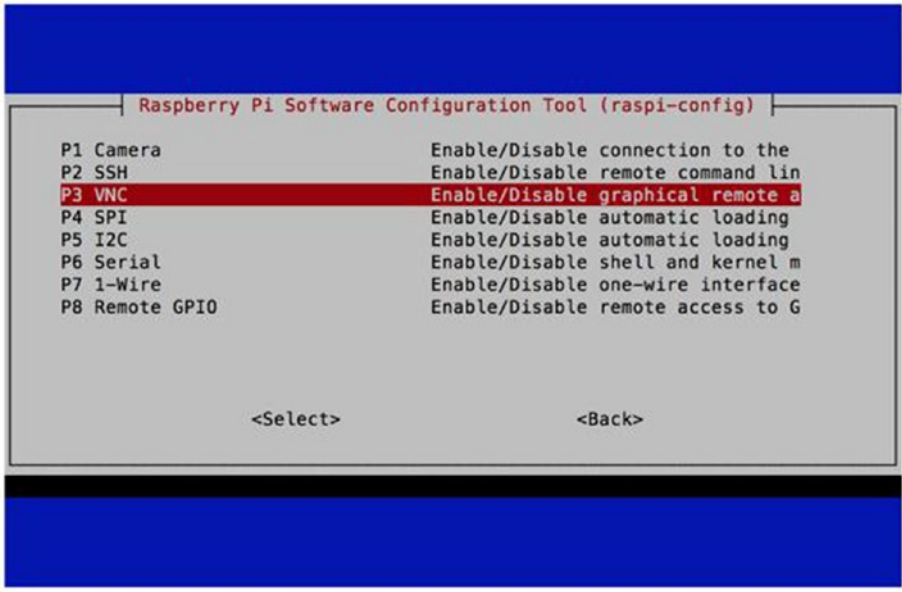 Raspberry Pi Software Configuration Tool (raspi-config)
P1 Camera Enable/Disable connection to the
P2 SSH Enable/Disable remote command lin
P3 VNC Enable/Disable graphical remote a
P4 SPI Enable/Disable automatic loading
P5 I2C Enable/Disable automatic loading
P6 Serial Enable/Disable shell and kernel m
P7 1-Wire Enable/Disable one-wire interface
P8 Remote GPIO Enable/Disable remote access to G
<Select> <Back>